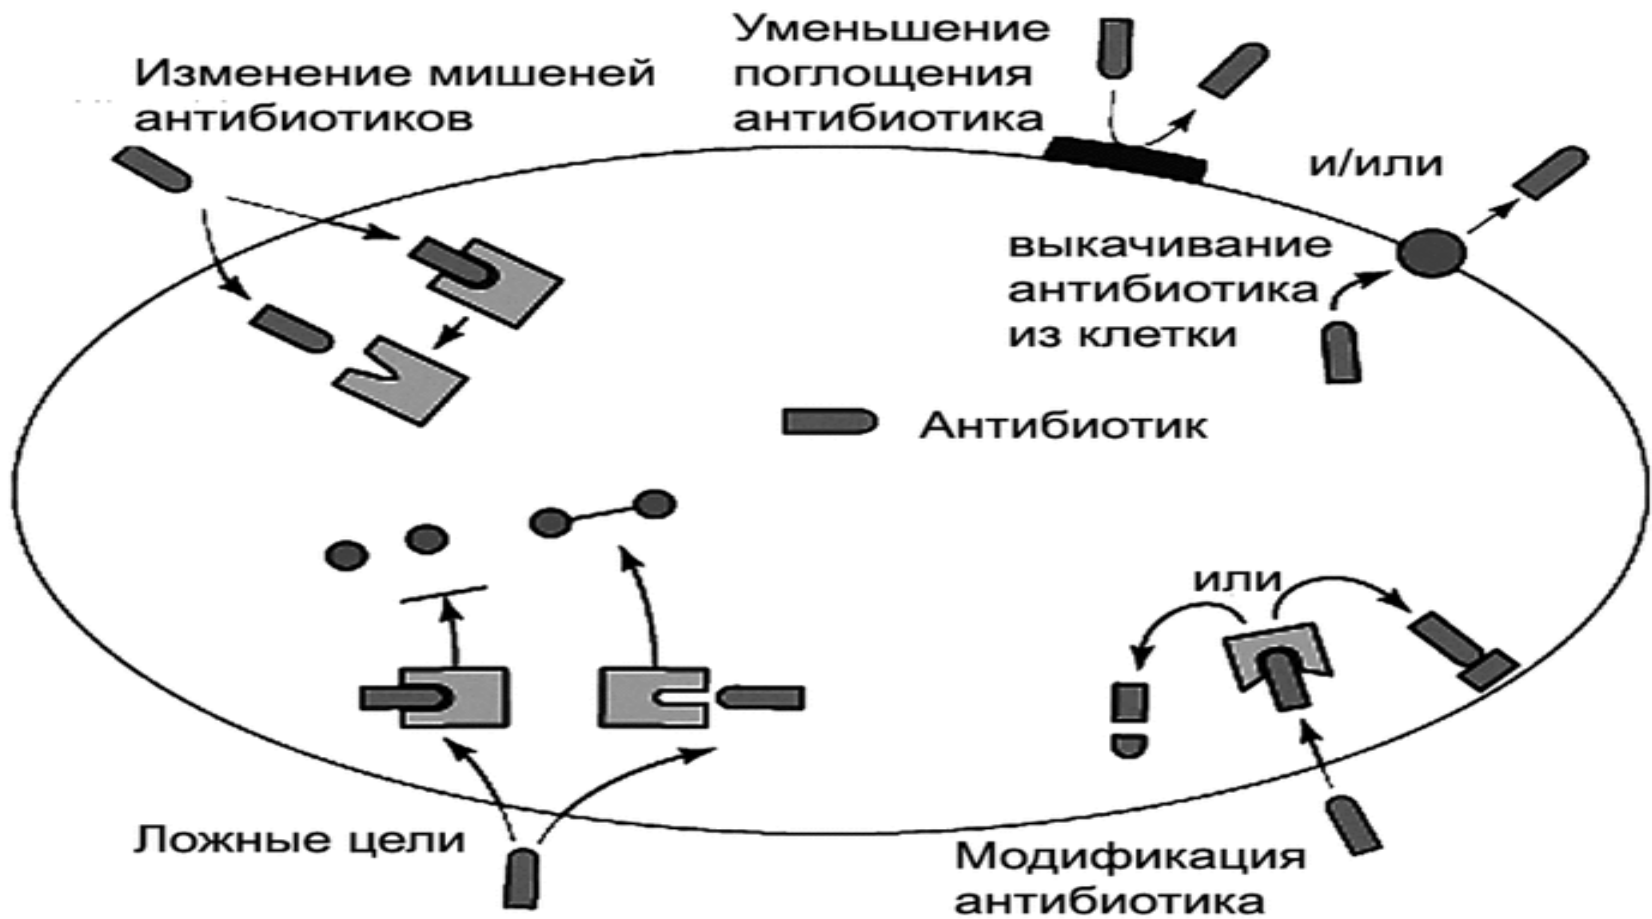 Изменение мишеней
антибиотиков
Уменьшение
поглощения
антибиотика
и/или
выкачивание
антибиотика
из клетки
Антибиотик
или
Ложные цели
Модификация
антибиотика